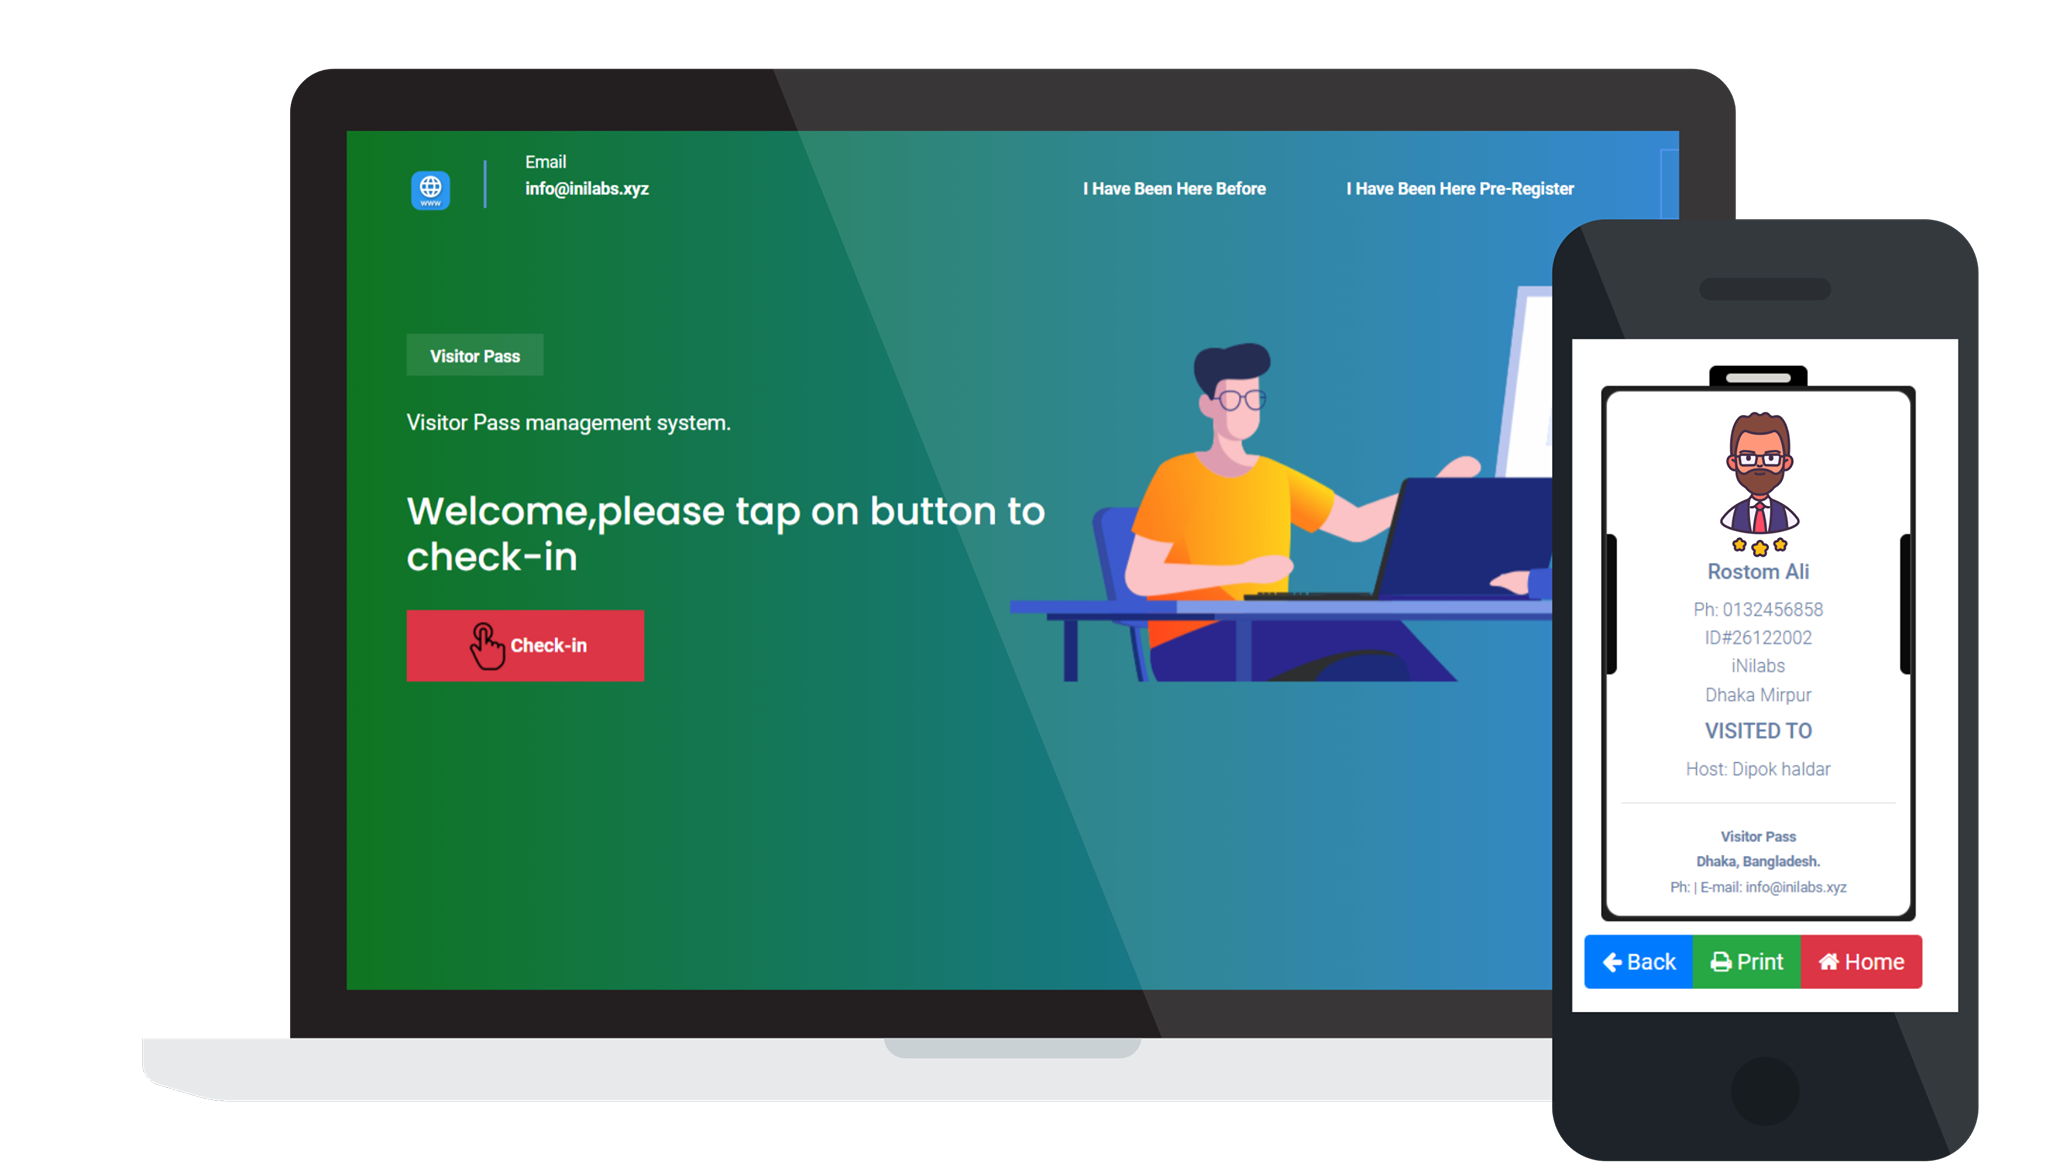 www
Email
info@inilabs.xyz
I Have Been Here Before
I Have Been Here Pre-Register
Visitor Pass
Visitor Pass management system.
Welcome,please tap on button to
check-in
Check-in
Rostom Ali
Ph: 0132456858
ID#26122002
iNilabs
Dhaka Mirpur
VISITED TO
Host: Dipok haldar
Visitor Pass
Dhaka, Bangladesh.
Ph: | E-mail: info@inilabs.xyz
Back
Print
Home